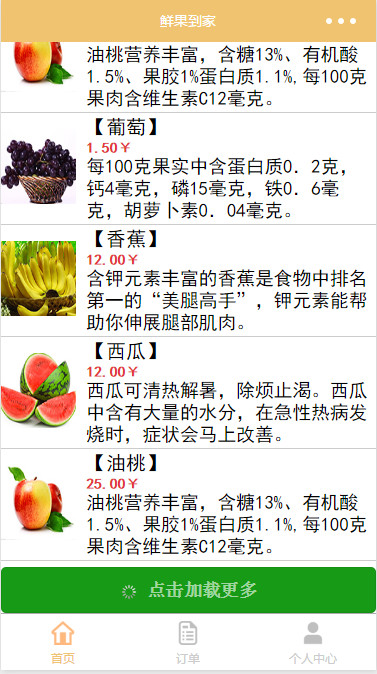 鲜果到家
油桃营养丰富，含糖13%、有机酸
1.5%、果胶1%蛋白质1.1%,每100克
果肉含维生素C12毫克。
【葡萄】
1.50￥
每100克果实中含蛋白质0．2克，
钙4毫克，磷15毫克，铁0．6毫
克，胡萝卜素0．04毫克。
【香蕉】
12.00￥
含钾元素丰富的香蕉是食物中排名
第一的“美腿高手”，钾元素能帮
助你伸展腿部肌肉。
【西瓜】
12.00￥
西瓜可清热解暑，除烦止渴。西瓜
中含有大量的水分，在急性热病发
烧时，症状会马上改善。
【油桃】
25.00￥
油桃营养丰富，含糖13%、有机酸
1.5%、果胶1%蛋白质1.1%,每100克
果肉含维生素C12毫克。
点击加载更多
首页 订单 个人中心